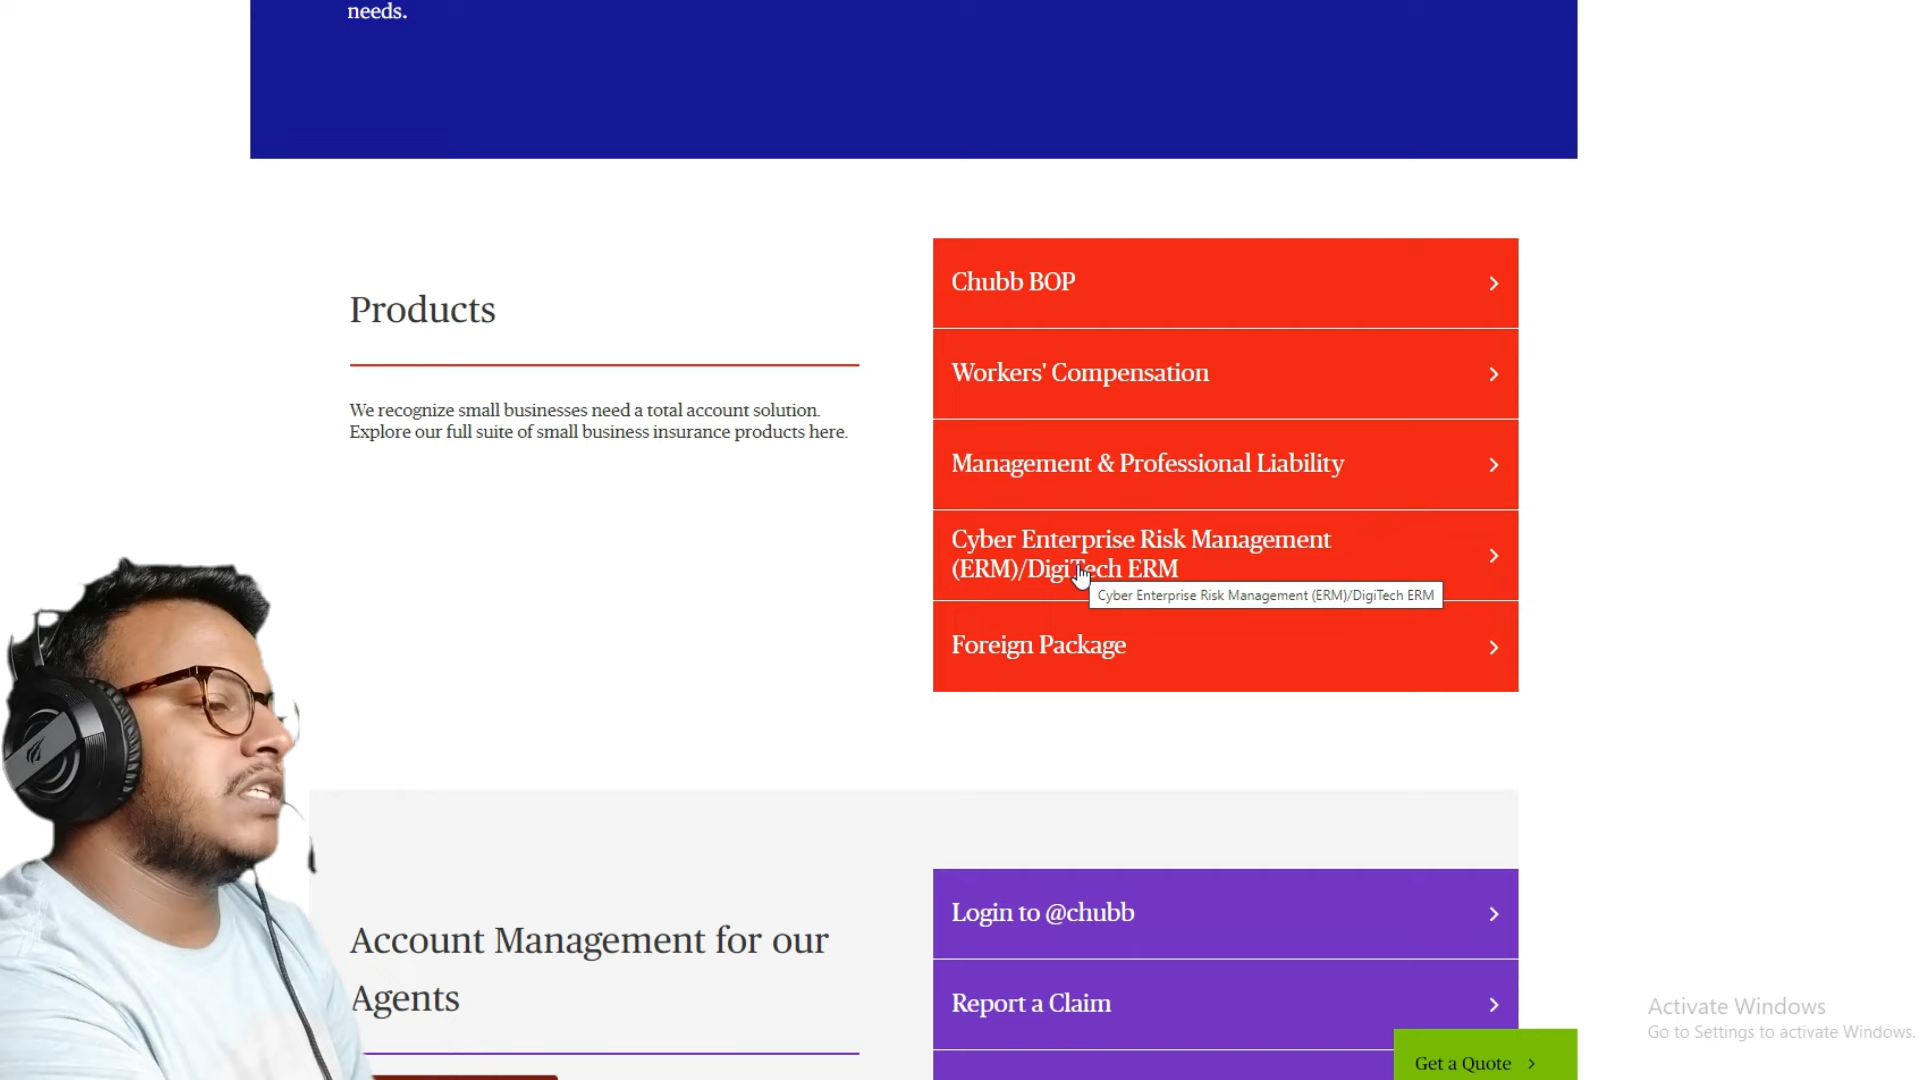 needs.
Products
We recognize small businesses need a total account solution.
Explore our full suite of small business insurance products here.
Chubb BOP
Workers' Compensation
Management & Professional Liability
Cyber Enterprise Risk Management
(ERM)/DigiTech ERM
Cyber Enterprise Risk Management (ERM)/DigiTech ERM
Foreign Package
Account Management for our
Agents
Login to @chubb
Report a Claim
Get a Quote
Activate Windows
Go to Settings to activate Windows.